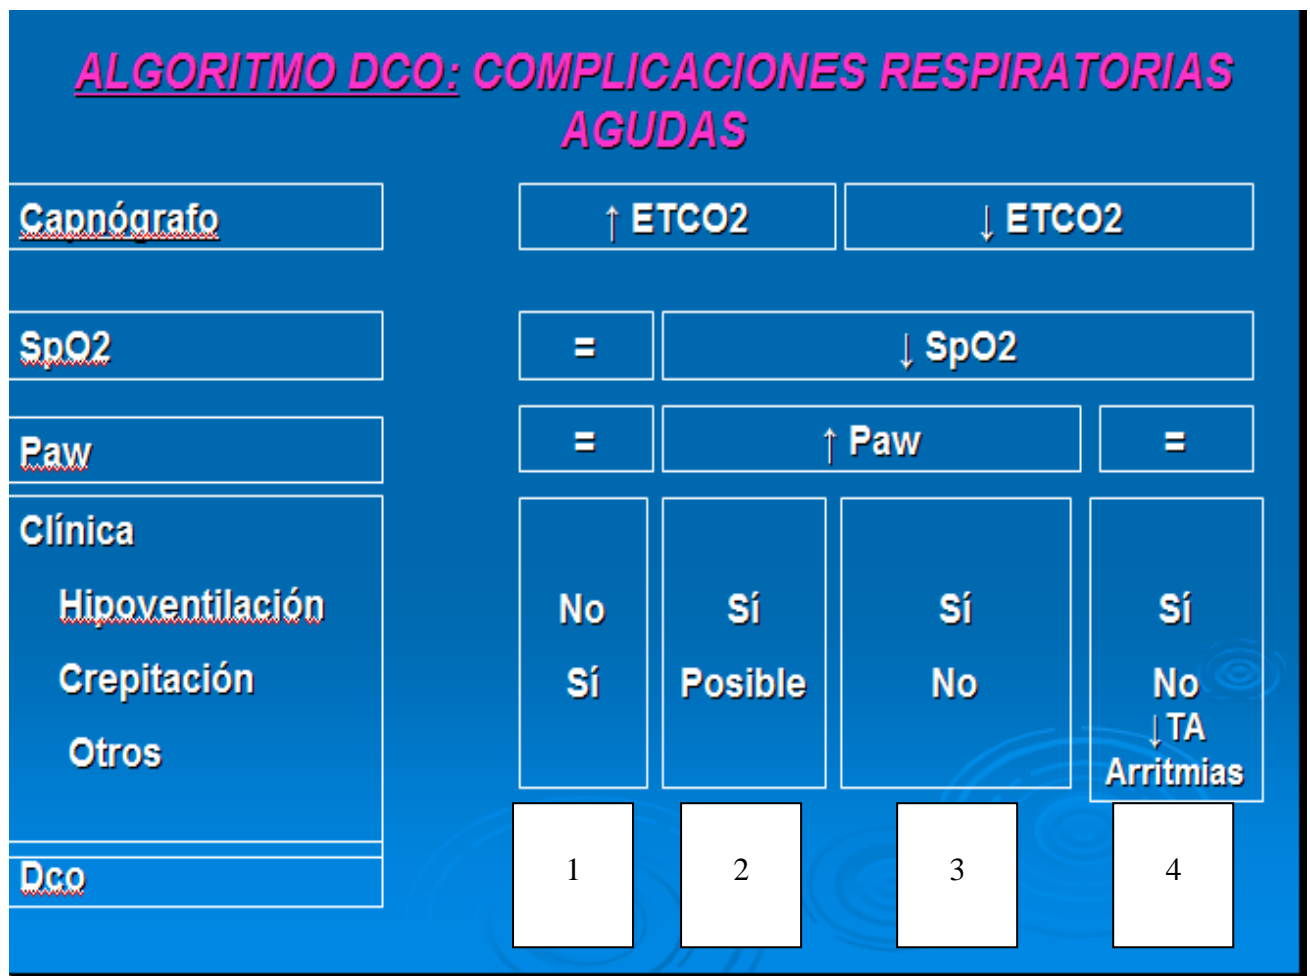 ALGORITMO DCO: COMPLICACIONES RESPIRATORIAS
AGUDAS
Capnógrafo
↑ ETCO2
↓ ETCO2
SpO2
=
↓ SpO2
Paw
=
↑ Paw
=
Clínica
Hipoventilación
No
Sí
Sí
Sí
Crepitación
Sí
Posible
No
No
Otros
↓TA
Arritmias
Dco
1
2
3
4